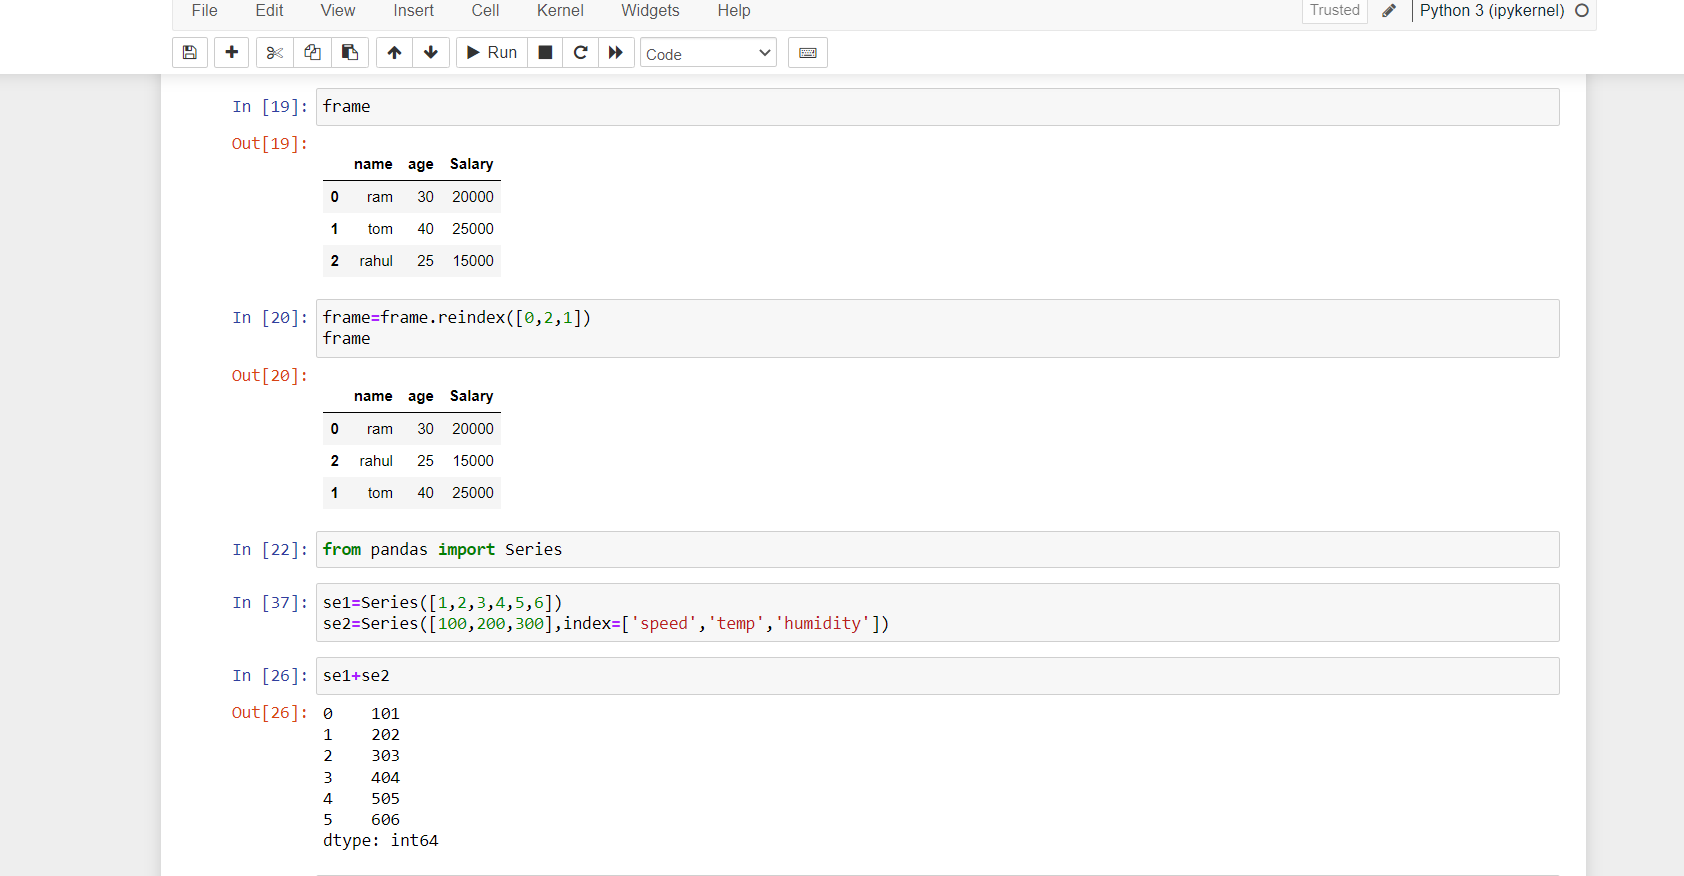 File Edit View Insert Cell Kernel Widgets Help Trusted Python 3 (ipykernel)
Run Code
In [19]: frame
Out[19]:
name age Salary
0 ram 30 20000
1 tom 40 25000
2 rahul 25 15000
In [20]: frame=frame.reindex([0,2,1])
frame
Out[20]:
name age Salary
0 ram 30 20000
2 rahul 25 15000
1 tom 40 25000
In [22]: from pandas import Series
In [37]: se1=Series([1,2,3,4,5,6])
se2=Series([100,200,300],index=['speed','temp','humidity'])
In [26]: se1+se2
Out[26]: 0 101
1 202
2 303
3 404
4 505
5 606
dtype: int64